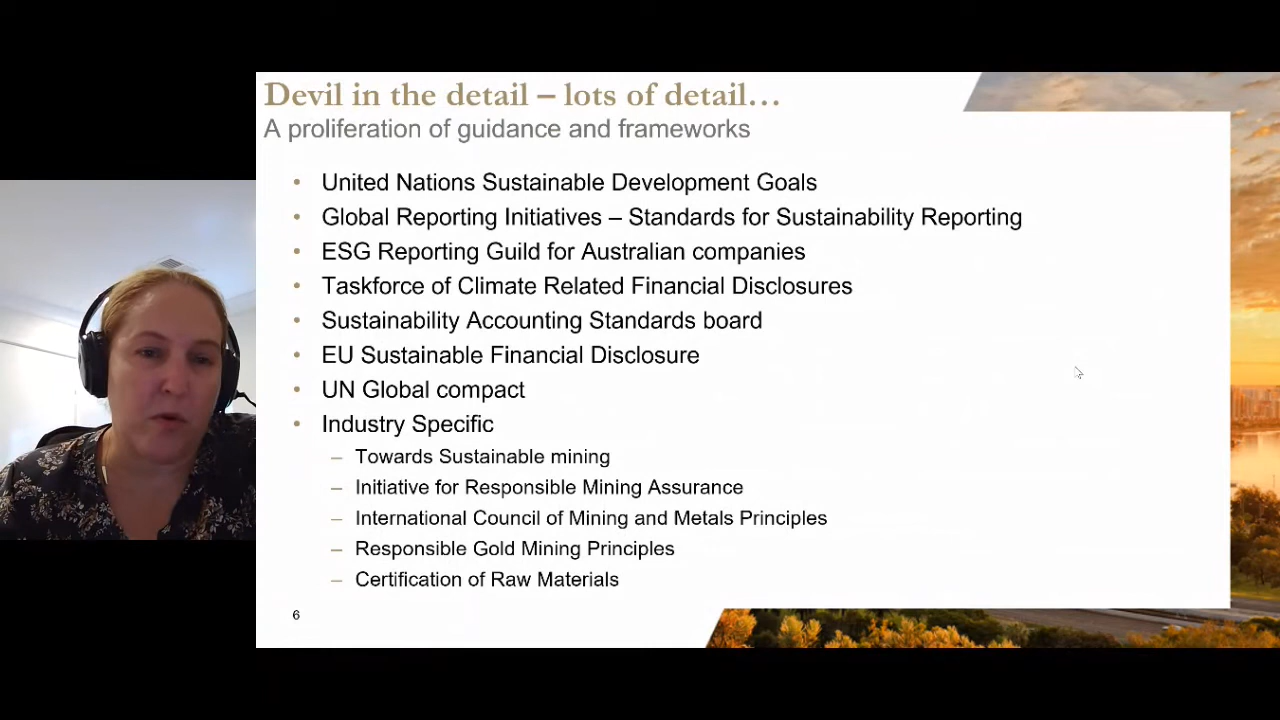 Devil in the detail – lots of detail…
A proliferation of guidance and frameworks
• United Nations Sustainable Development Goals
• Global Reporting Initiatives – Standards for Sustainability Reporting
• ESG Reporting Guild for Australian companies
• Taskforce of Climate Related Financial Disclosures
• Sustainability Accounting Standards board
• EU Sustainable Financial Disclosure
• UN Global compact
• Industry Specific
– Towards Sustainable mining
– Initiative for Responsible Mining Assurance
– International Council of Mining and Metals Principles
– Responsible Gold Mining Principles
– Certification of Raw Materials
6